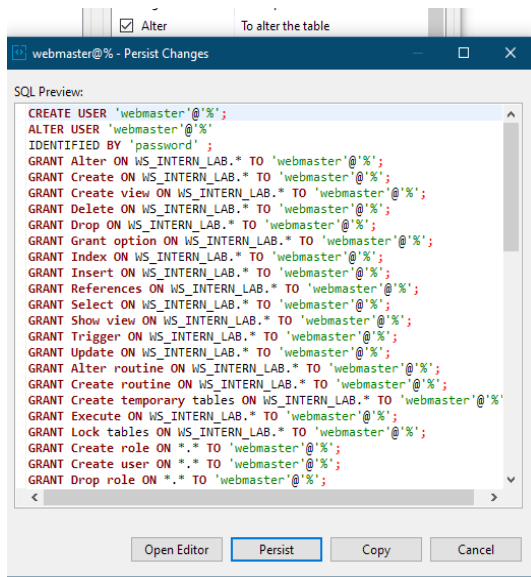 Alter To alter the table
webmaster@% - Persist Changes
SQL Preview:
CREATE USER 'webmaster'@'%';
ALTER USER 'webmaster'@'%'
IDENTIFIED BY 'password' ;
GRANT Alter ON WS_INTERN_LAB.* TO 'webmaster'@'%';
GRANT Create ON WS_INTERN_LAB.* TO 'webmaster'@'%';
GRANT Create view ON WS_INTERN_LAB.* TO 'webmaster'@'%';
GRANT Delete ON WS_INTERN_LAB.* TO 'webmaster'@'%';
GRANT Drop ON WS_INTERN_LAB.* TO 'webmaster'@'%';
GRANT Grant option ON WS_INTERN_LAB.* TO 'webmaster'@'%';
GRANT Index ON WS_INTERN_LAB.* TO 'webmaster'@'%';
GRANT Insert ON WS_INTERN_LAB.* TO 'webmaster'@'%';
GRANT References ON WS_INTERN_LAB.* TO 'webmaster'@'%';
GRANT Select ON WS_INTERN_LAB.* TO 'webmaster'@'%';
GRANT Show view ON WS_INTERN_LAB.* TO 'webmaster'@'%';
GRANT Trigger ON WS_INTERN_LAB.* TO 'webmaster'@'%';
GRANT Update ON WS_INTERN_LAB.* TO 'webmaster'@'%';
GRANT Alter routine ON WS_INTERN_LAB.* TO 'webmaster'@'%';
GRANT Create routine ON WS_INTERN_LAB.* TO 'webmaster'@'%';
GRANT Create temporary tables ON WS_INTERN_LAB.* TO 'webmaster'@'%'
GRANT Execute ON WS_INTERN_LAB.* TO 'webmaster'@'%';
GRANT Lock tables ON WS_INTERN_LAB.* TO 'webmaster'@'%';
GRANT Create role ON *.* TO 'webmaster'@'%';
GRANT Create user ON *.* TO 'webmaster'@'%';
GRANT Drop role ON *.* TO 'webmaster'@'%';
Open Editor Persist Copy Cancel